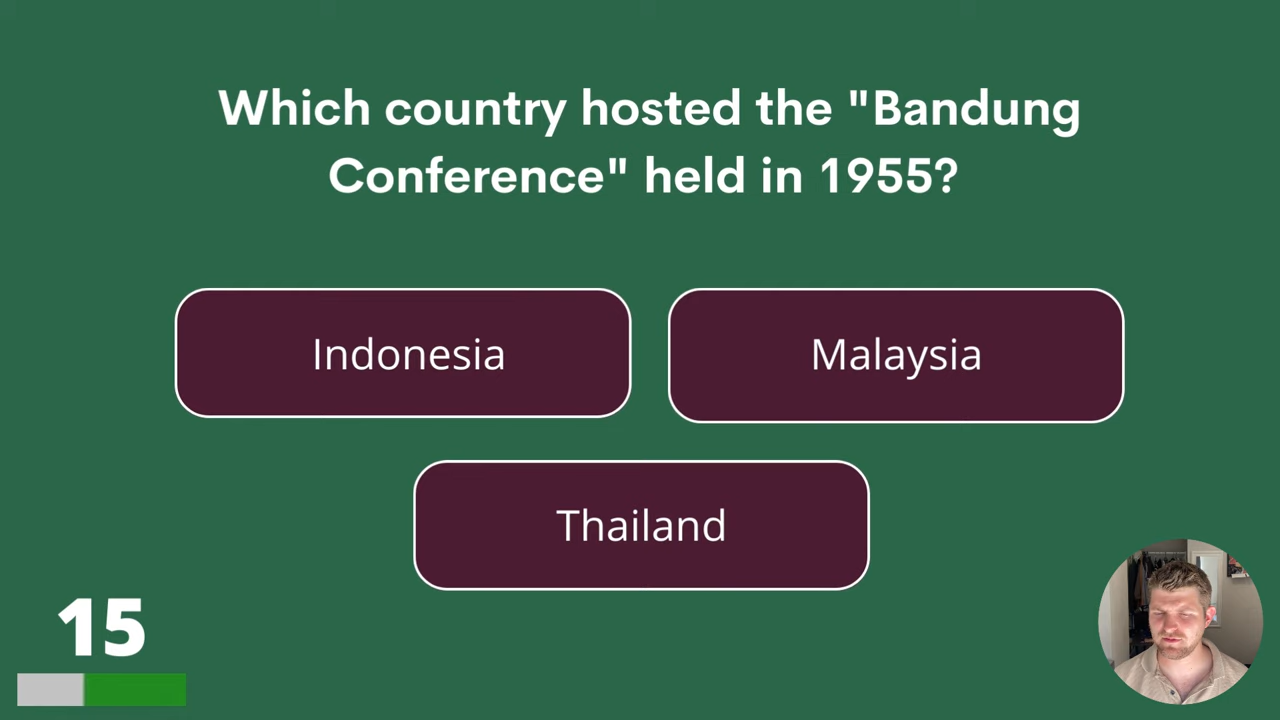 Which country hosted the "Bandung
Conference" held in 1955?
Indonesia
Malaysia
Thailand
15